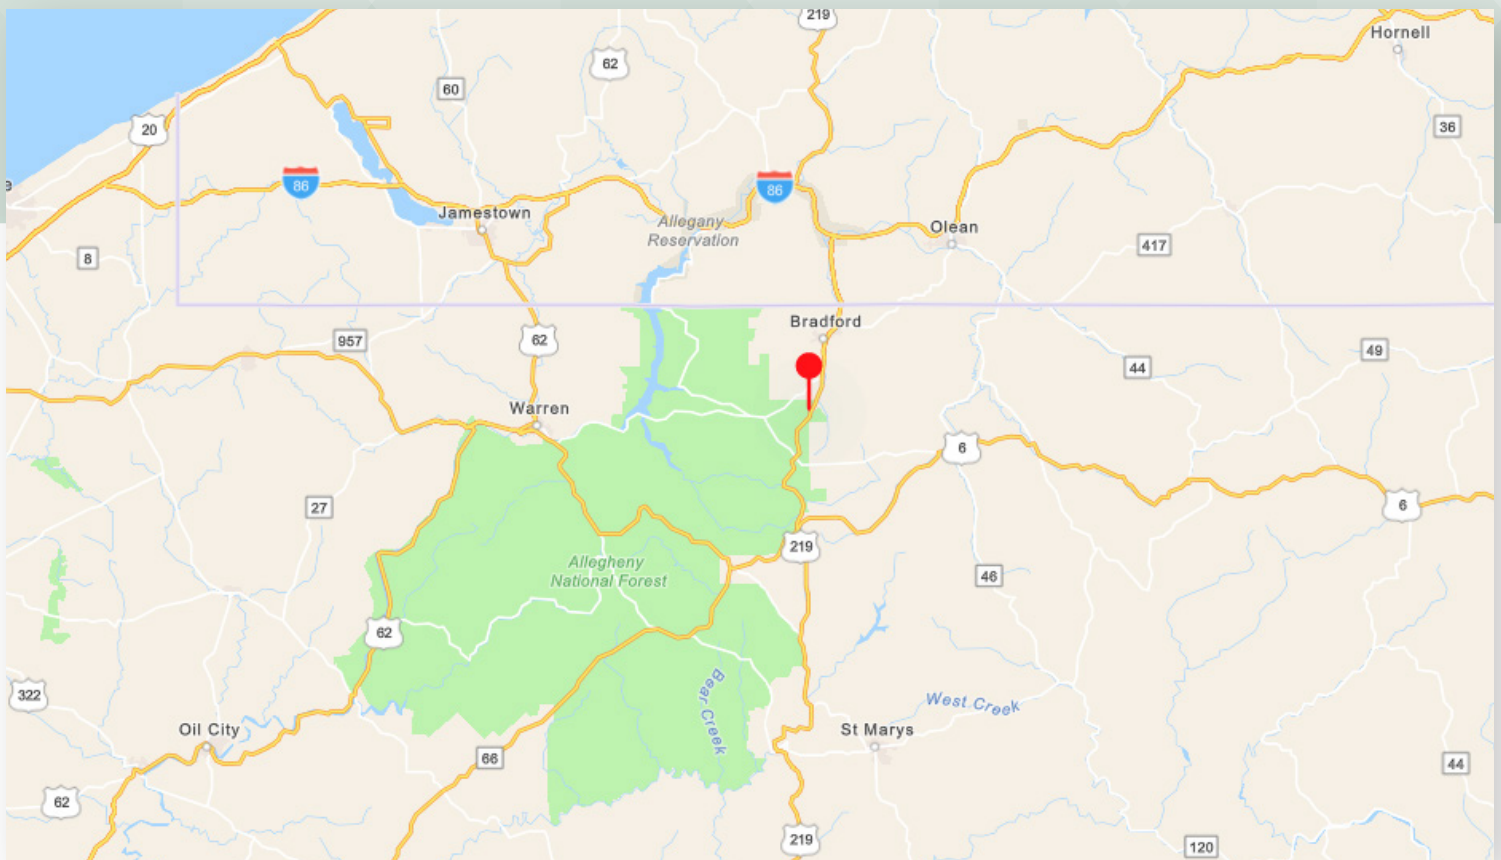 219
Hornell
62
60
36
20
86
86
e
Jamestown
Allegany
Reservation
Olean
417
8
Bradford
957
62
49
44
Warren
6
6
27
219
Allegheny
National Forest
46
62
322
Bear Creek
West Creek
Oil City
St Marys
66
44
62
219
120